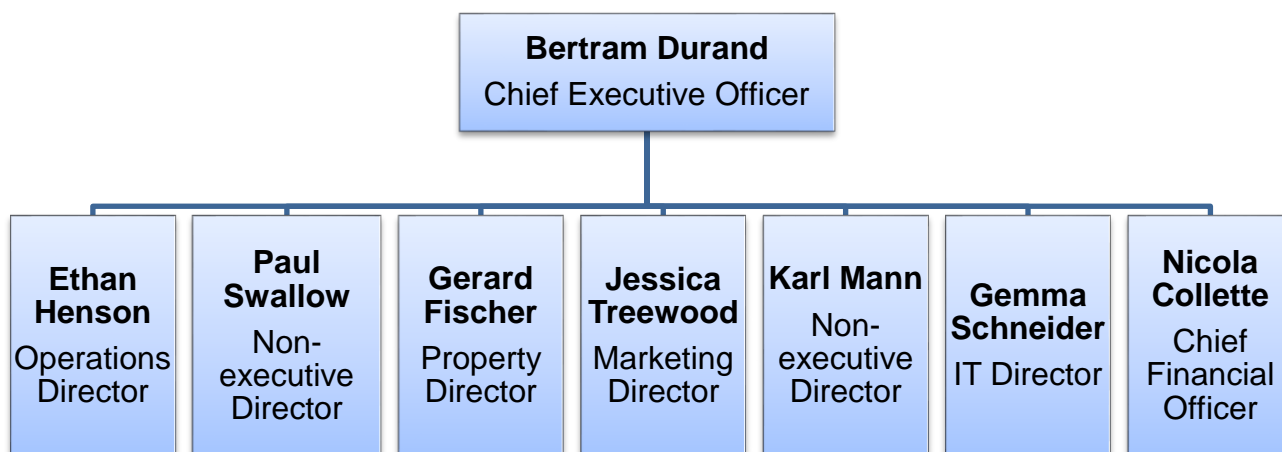 Bertram Durand
Chief Executive Officer
Ethan
Henson
Operations
Director
Paul
Swallow
Non-
executive
Director
Gerard
Fischer
Property
Director
Jessica
Treewood
Marketing
Director
Karl Mann
Non-
executive
Director
Gemma
Schneider
IT Director
Nicola
Collette
Chief
Financial
Officer